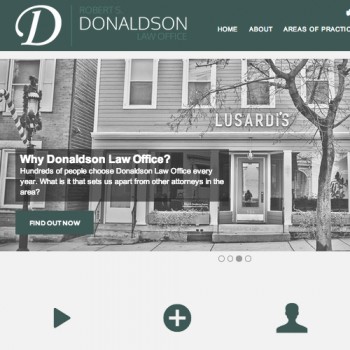 D
ROBERT S.
DONALDSON
LAW OFFICE
HOME ABOUT AREAS OF PRACTIC
LUSARDI'S
Why Donaldson Law Office?
Hundreds of people choose Donaldson Law Office every
year. What is it that sets us apart from other attorneys in the
area?
FIND OUT NOW